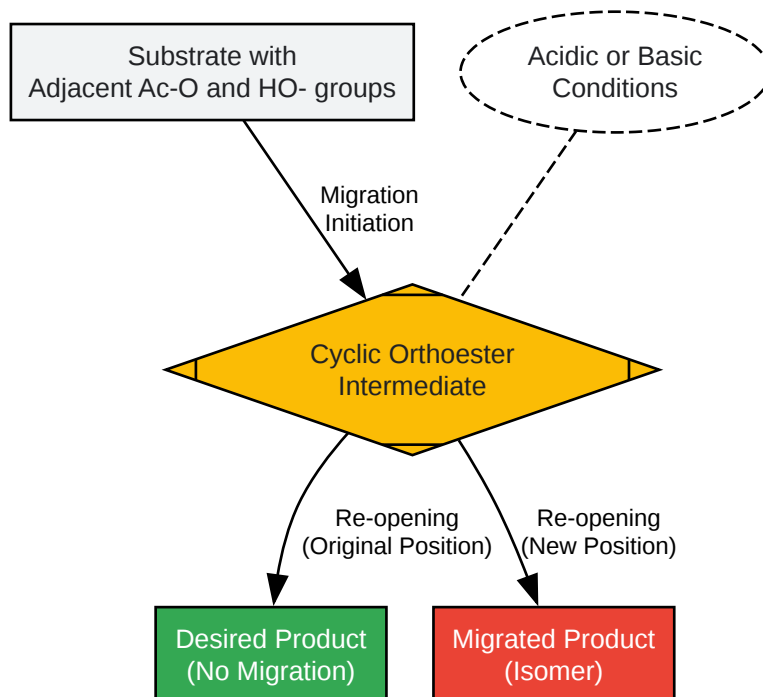 Substrate with
Adjacent Ac-O and HO- groups
Acidic or Basic
Conditions
Migration
Initiation
Cyclic Orthoester
Intermediate
Re-opening
(Original Position)
Re-opening
(New Position)
Desired Product
(No Migration)
Migrated Product
(Isomer)